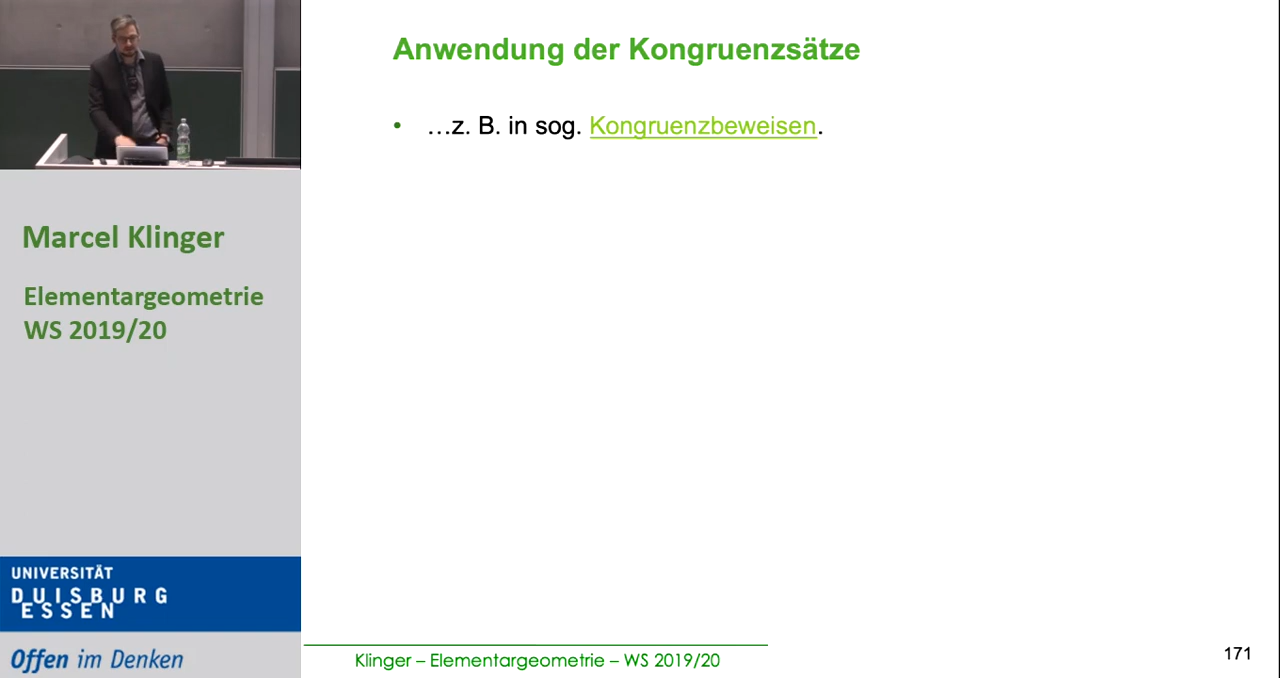 Anwendung der Kongruenzsätze
• …z. B. in sog. Kongruenzbeweisen.
Marcel Klinger
Elementargeometrie
WS 2019/20
UNIVERSITÄT
DUISBURG
ESSEN
Offen im Denken
Klinger – Elementargeometrie – WS 2019/20
171